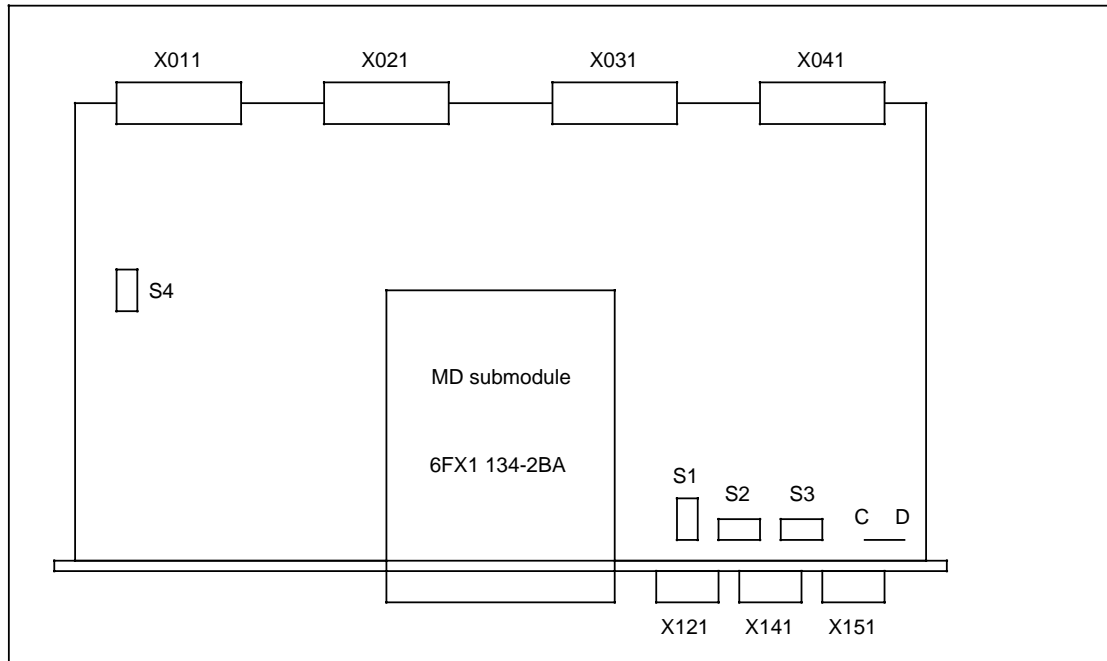 X011 X021 X031 X041
S4
MD submodule
6FX1 134-2BA
S1
S2 S3
C D
X121 X141 X151